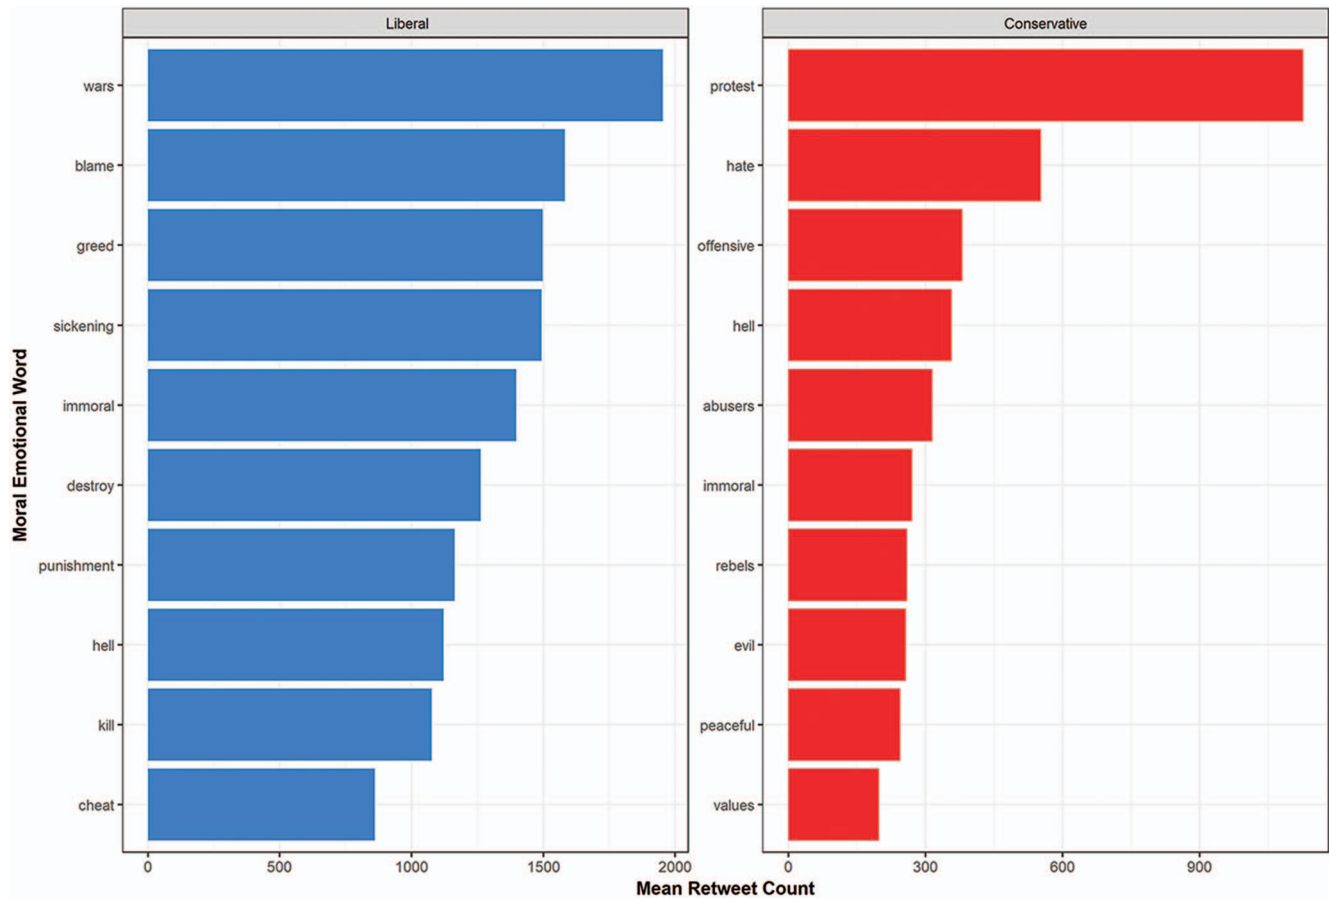 Liberal
Conservative
Moral Emotional Word
wars
blame
greed
sickening
immoral
destroy
punishment
hell
kill
cheat
0 500 1000 1500 2000
protest
hate
offensive
hell
abusers
immoral
rebels
evil
peaceful
values
0 300 600 900
Mean Retweet Count